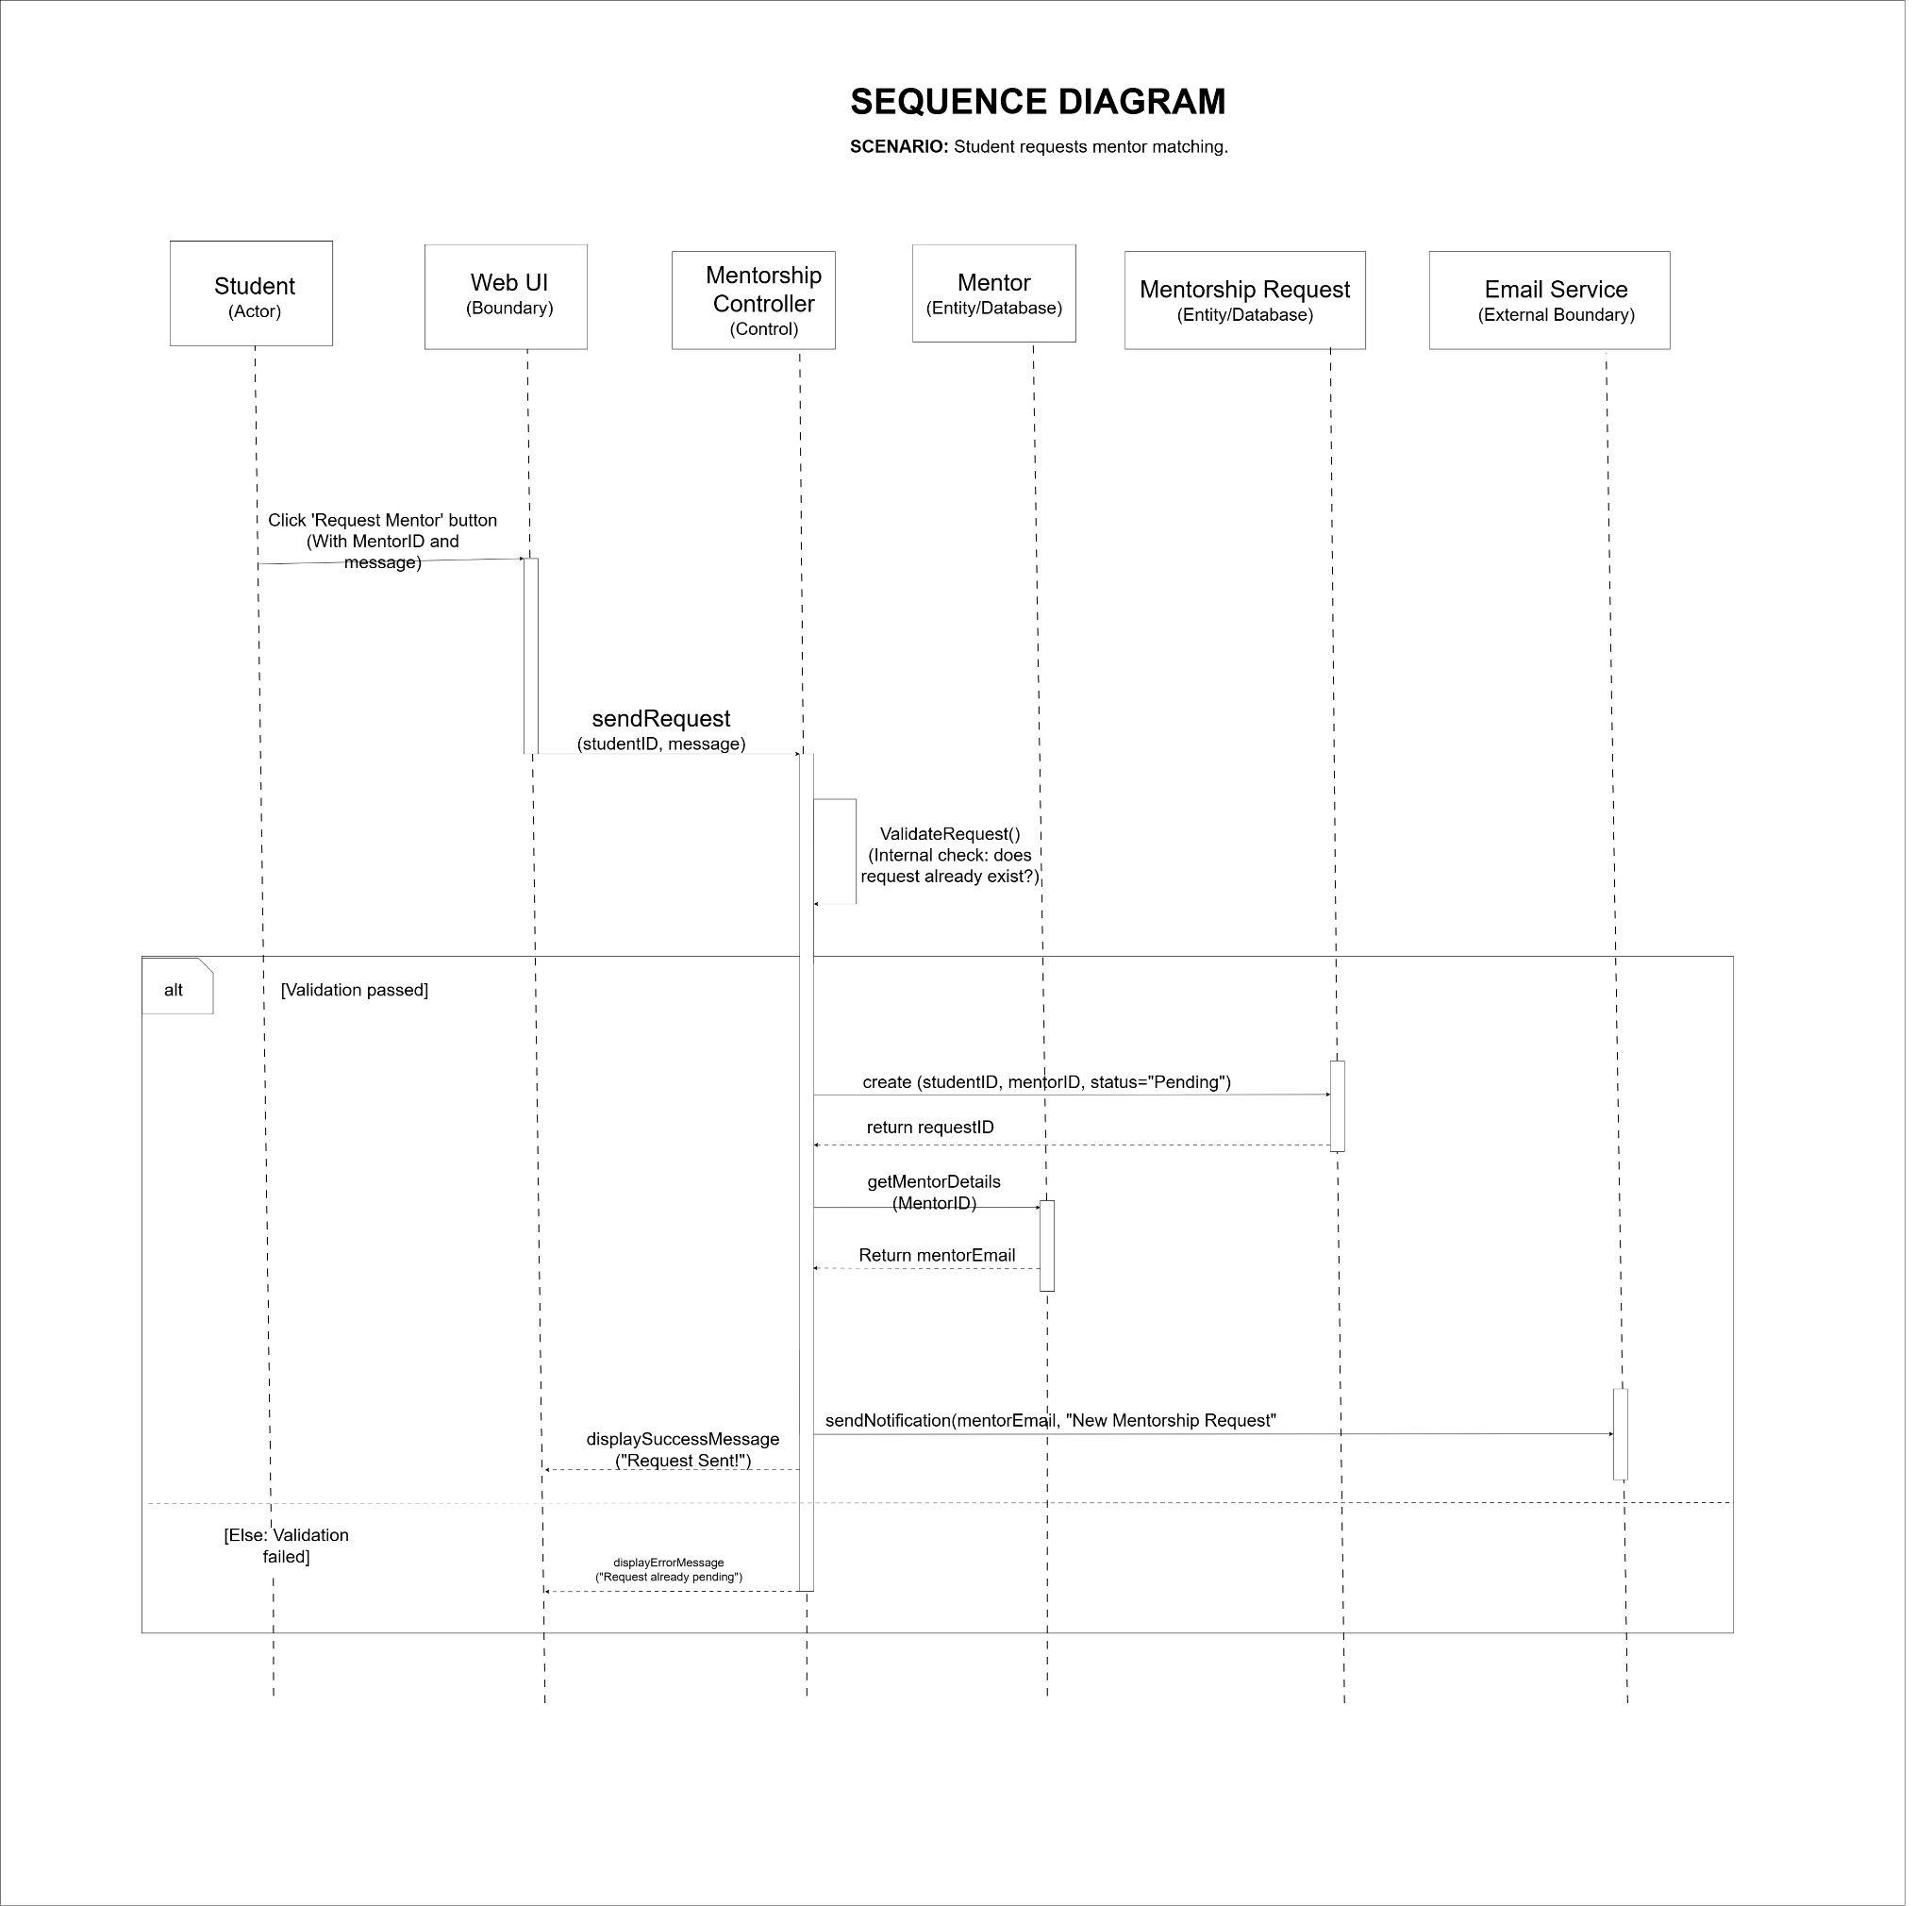 SEQUENCE DIAGRAM
SCENARIO: Student requests mentor matching.
Student
(Actor)
Web UI
(Boundary)
Mentorship
Controller
(Control)
Mentor
(Entity/Database)
Mentorship Request
(Entity/Database)
Email Service
(External Boundary)
Click 'Request Mentor' button
(With MentorID and
message)
sendRequest
(studentID, message)
ValidateRequest()
(Internal check: does
request already exist?)
alt
[Validation passed]
create (studentID, mentorID, status="Pending")
return requestID
getMentorDetails
(MentorID)
Return mentorEmail
sendNotification(mentorEmail, "New Mentorship Request"
displaySuccessMessage
("Request Sent!")
[Else: Validation
failed]
displayErrorMessage
("Request already pending")